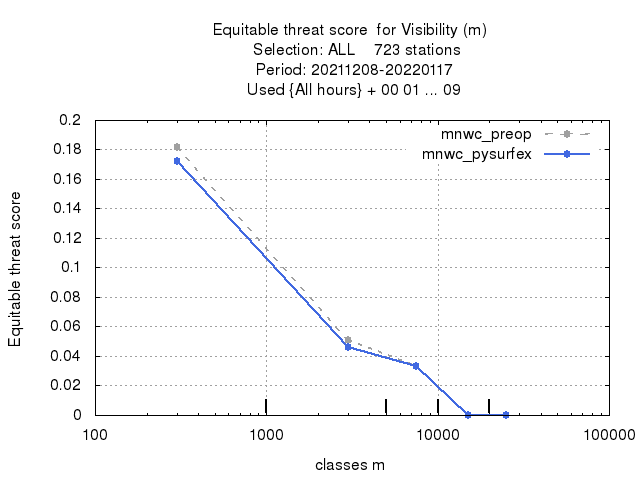 Equitable threat score  for Visibility (m)
Selection: ALL    723 stations
Period: 20211208-20220117
Used {All hours} + 00 01 ... 09
mnwc_preop
mnwc_pysurfex
0.2
0.18
0.16
0.14
0.12
0.1
0.08
0.06
0.04
0.02
0
Equitable threat score
100
1000
10000
100000
classes m